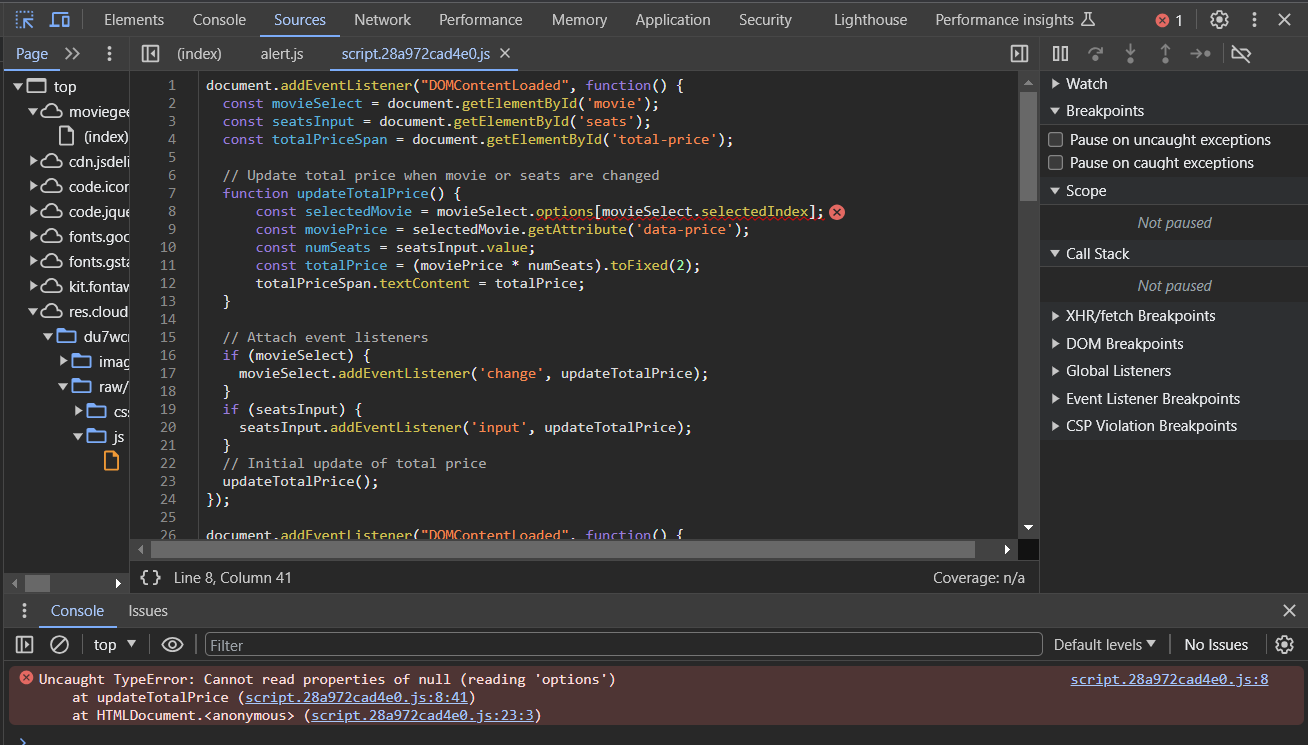 Elements Console Sources Network Performance Memory Application Security Lighthouse Performance insights 1
Page (index) alert.js script.28a972cad4e0.js
top
moviegee
(index)
cdn.jsdeli
code.ior
code.jque
fonts.goo
fonts.gsta
kit.fontaw
res.cloud
du7wcr
imag
raw/
css
js
1 document.addEventListener("DOMContentLoaded", function() {
2 const movieSelect = document.getElementById('movie');
3 const seatsInput = document.getElementById('seats');
4 const totalPriceSpan = document.getElementById('total-price');
5
6 // Update total price when movie or seats are changed
7 function updateTotalPrice() {
8 const selectedMovie = movieSelect.options[movieSelect.selectedIndex];
9 const moviePrice = selectedMovie.getAttribute('data-price');
10 const numSeats = seatsInput.value;
11 const totalPrice = (moviePrice * numSeats).toFixed(2);
12 totalPriceSpan.textContent = totalPrice;
13 }
14
15 // Attach event listeners
16 if (movieSelect) {
17 movieSelect.addEventListener('change', updateTotalPrice);
18 }
19 if (seatsInput) {
20 seatsInput.addEventListener('input', updateTotalPrice);
21 }
22 // Initial update of total price
23 updateTotalPrice();
24 });
25
26 document.addEventListener("DOMContentLoaded", function() {
{} Line 8, Column 41 Coverage: n/a
Watch
Breakpoints
Pause on uncaught exceptions
Pause on caught exceptions
Scope
Not paused
Call Stack
Not paused
XHR/fetch Breakpoints
DOM Breakpoints
Global Listeners
Event Listener Breakpoints
CSP Violation Breakpoints
Console Issues
top Filter Default levels No Issues
Uncaught TypeError: Cannot read properties of null (reading 'options') script.28a972cad4e0.js:8
at updateTotalPrice (script.28a972cad4e0.js:8:41)
at HTMLDocument.<anonymous> (script.28a972cad4e0.js:23:3)